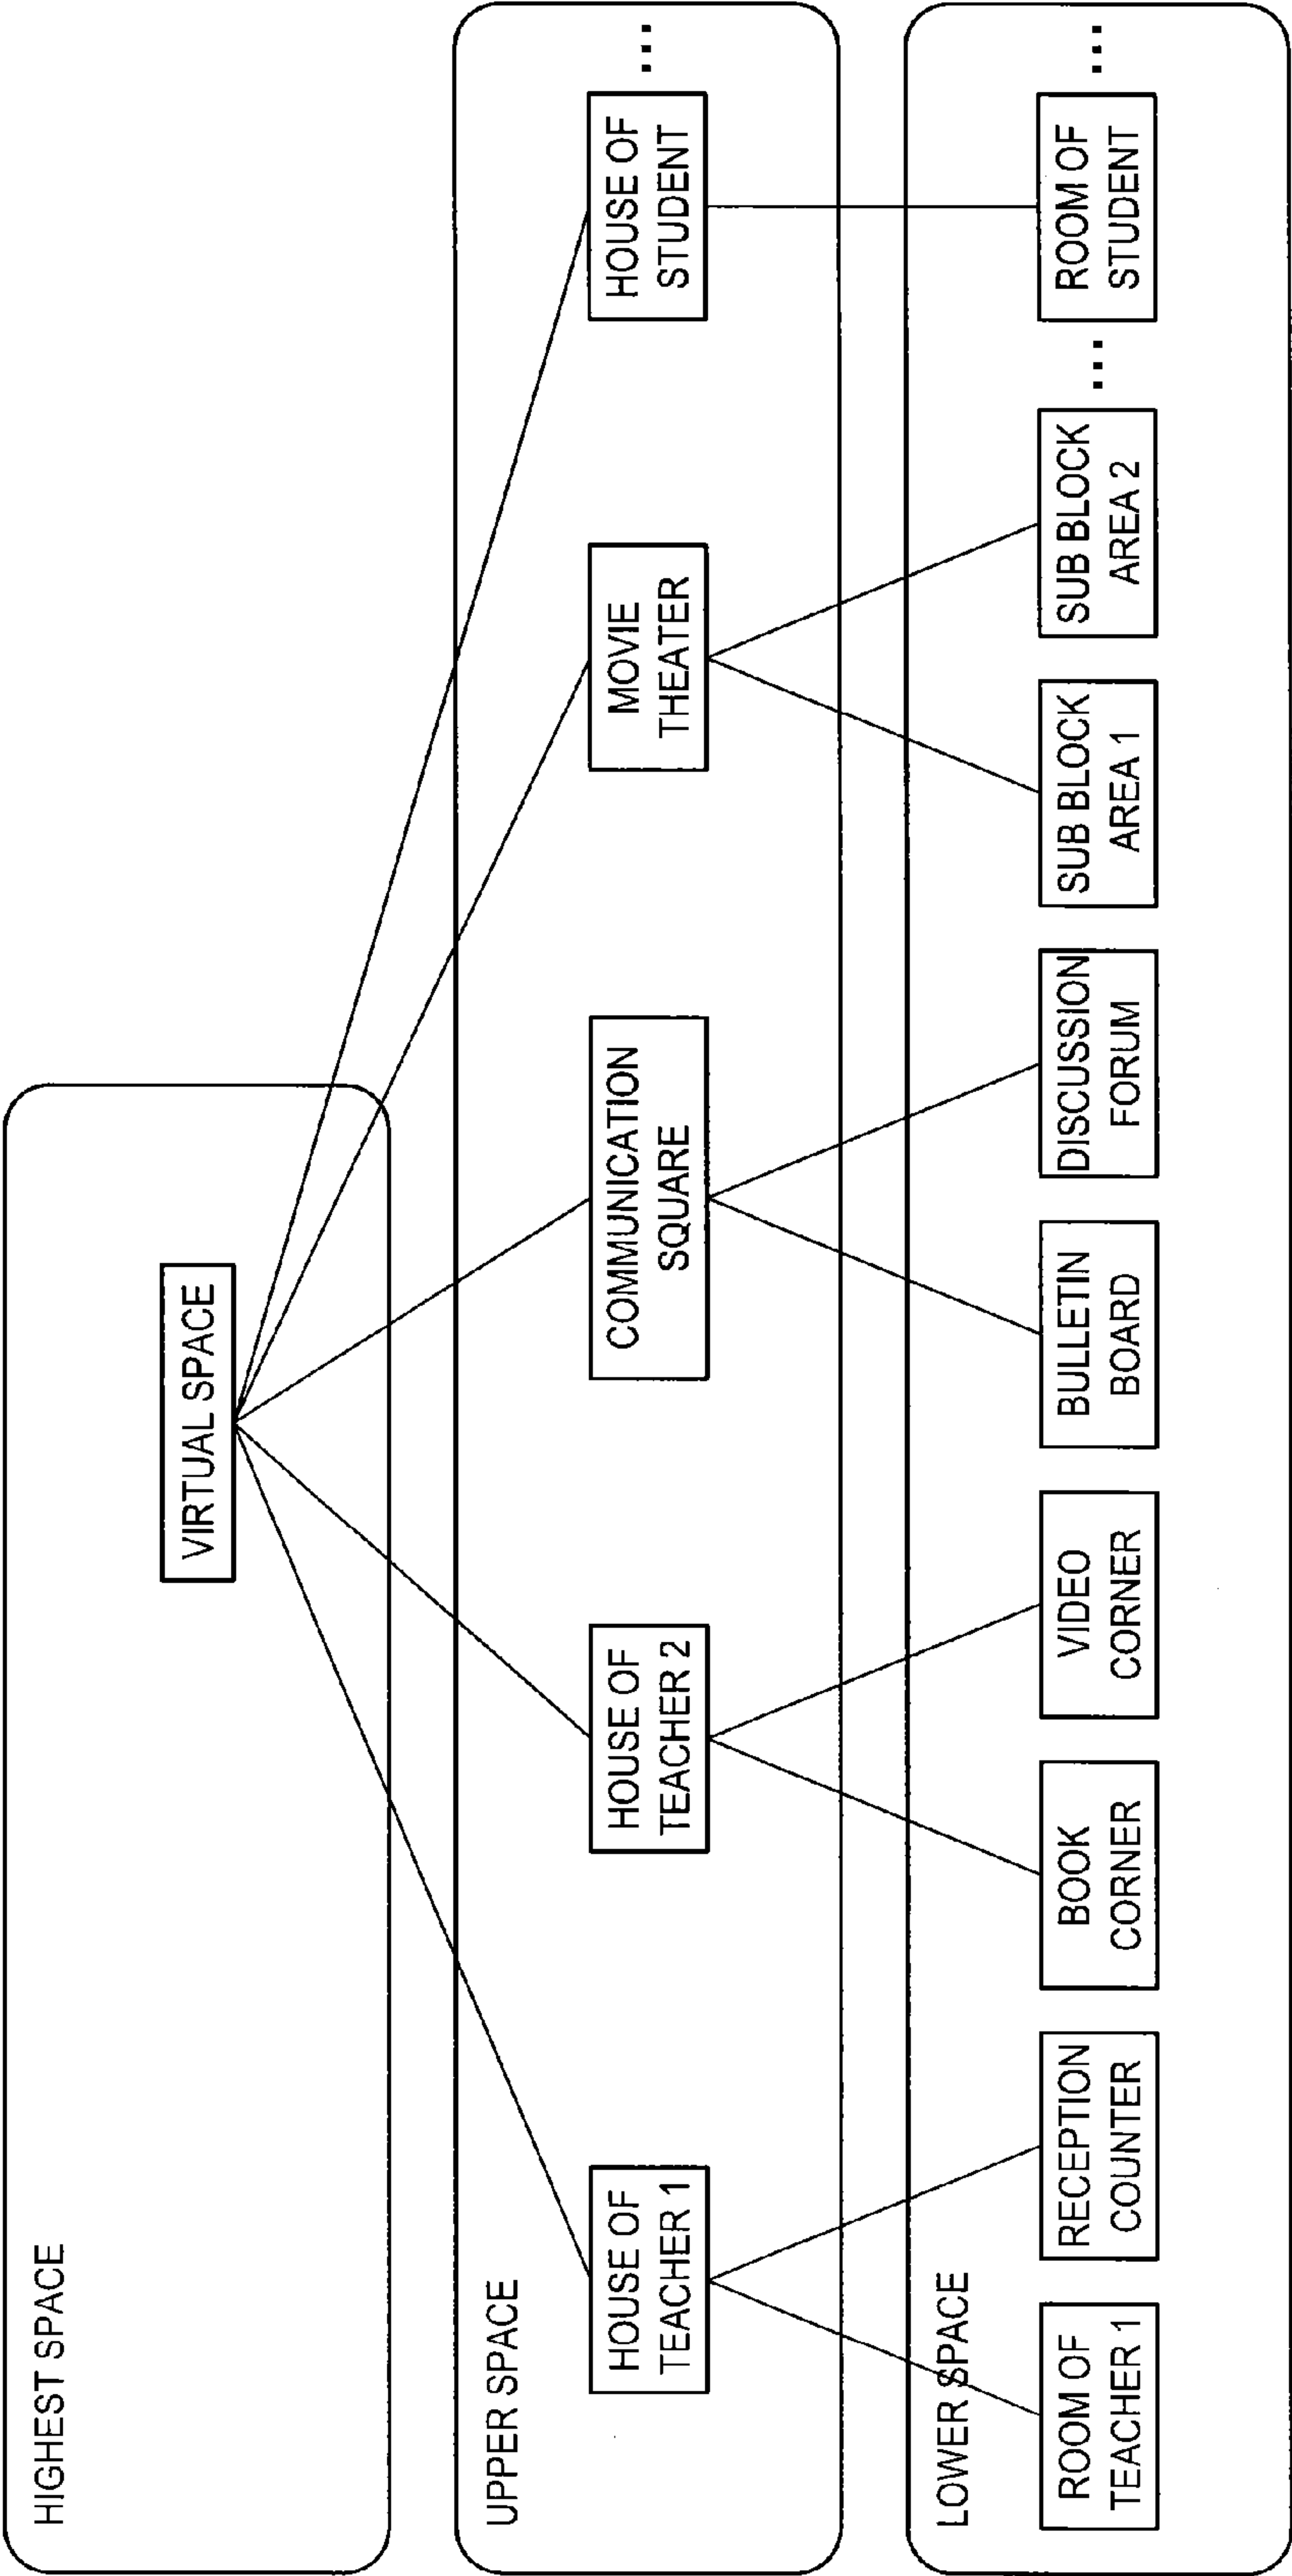 HIGHEST SPACE
VIRTUAL SPACE
UPPER SPACE
HOUSE OF
TEACHER 1
HOUSE OF
TEACHER 2
COMMUNICATION
SQUARE
MOVIE
THEATER
HOUSE OF
STUDENT
...
LOWER SPACE
ROOM OF
TEACHER 1
RECEPTION
COUNTER
BOOK
CORNER
VIDEO
CORNER
BULLETIN
BOARD
DISCUSSION
FORUM
SUB BLOCK
AREA 1
SUB BLOCK
AREA 2
...
ROOM OF
STUDENT
...